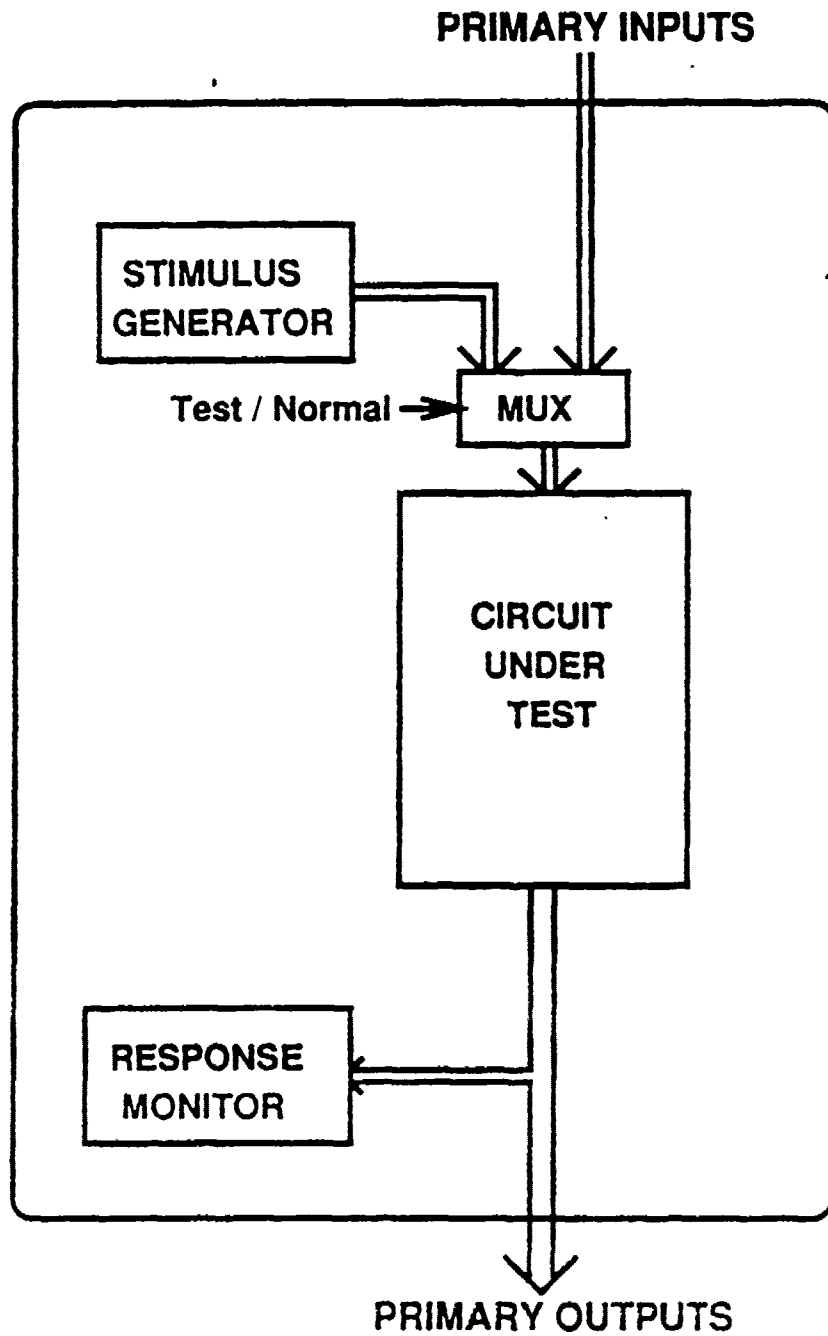 PRIMARY INPUTS
STIMULUS
GENERATOR
Test / Normal
MUX
CIRCUIT
UNDER
TEST
RESPONSE
MONITOR
PRIMARY OUTPUTS